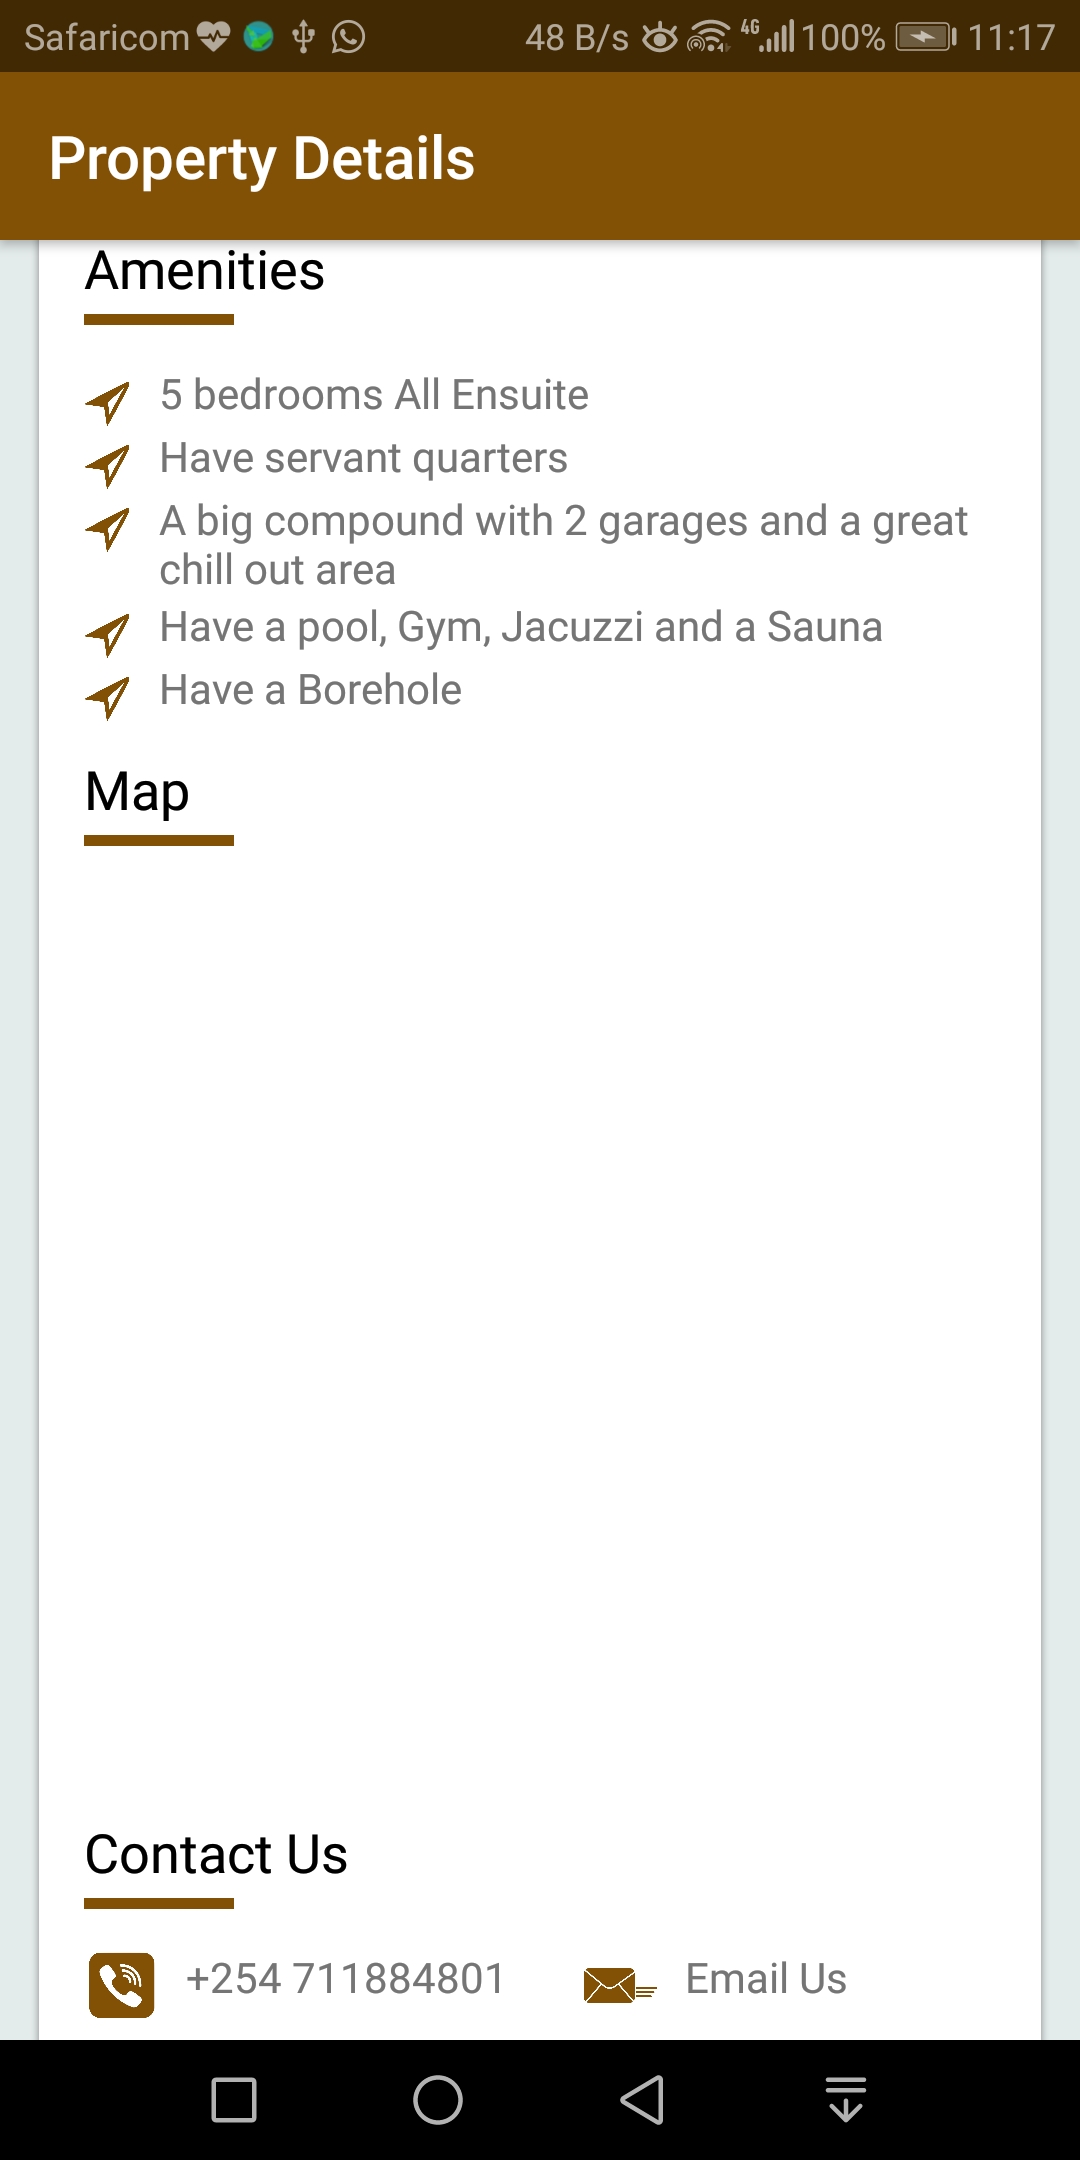 Safaricom 48 B/s 4G 100% 11:17
Property Details
Amenities
5 bedrooms All Ensuite
Have servant quarters
A big compound with 2 garages and a great
chill out area
Have a pool, Gym, Jacuzzi and a Sauna
Have a Borehole
Map
Contact Us
+254 711884801 Email Us